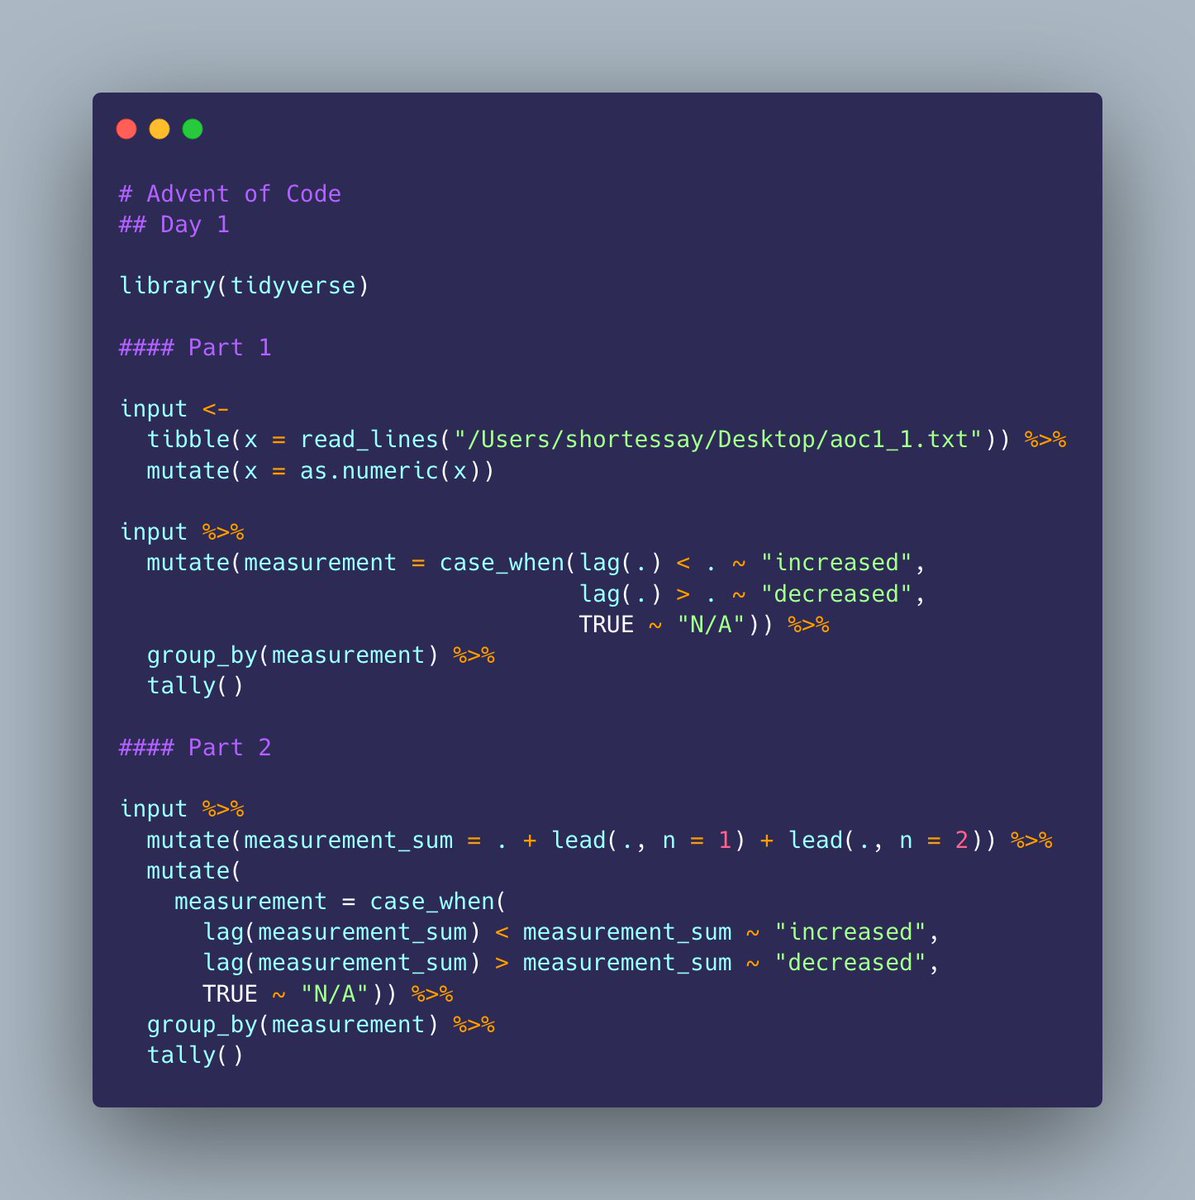 # Advent of Code
## Day 1
library(tidyverse)
#### Part 1
input <-
  tibble(x = read_lines("/Users/shortessay/Desktop/aoc1_1.txt")) %>%
  mutate(x = as.numeric(x))
input %>%
  mutate(measurement = case_when(lag(.) < . ~ "increased",
                                 lag(.) > . ~ "decreased",
                                 TRUE ~ "N/A")) %>%
  group_by(measurement) %>%
  tally()
#### Part 2
input %>%
  mutate(measurement_sum = . + lead(., n = 1) + lead(., n = 2)) %>%
  mutate(
    measurement = case_when(
      lag(measurement_sum) < measurement_sum ~ "increased",
      lag(measurement_sum) > measurement_sum ~ "decreased",
      TRUE ~ "N/A")) %>%
  group_by(measurement) %>%
  tally()